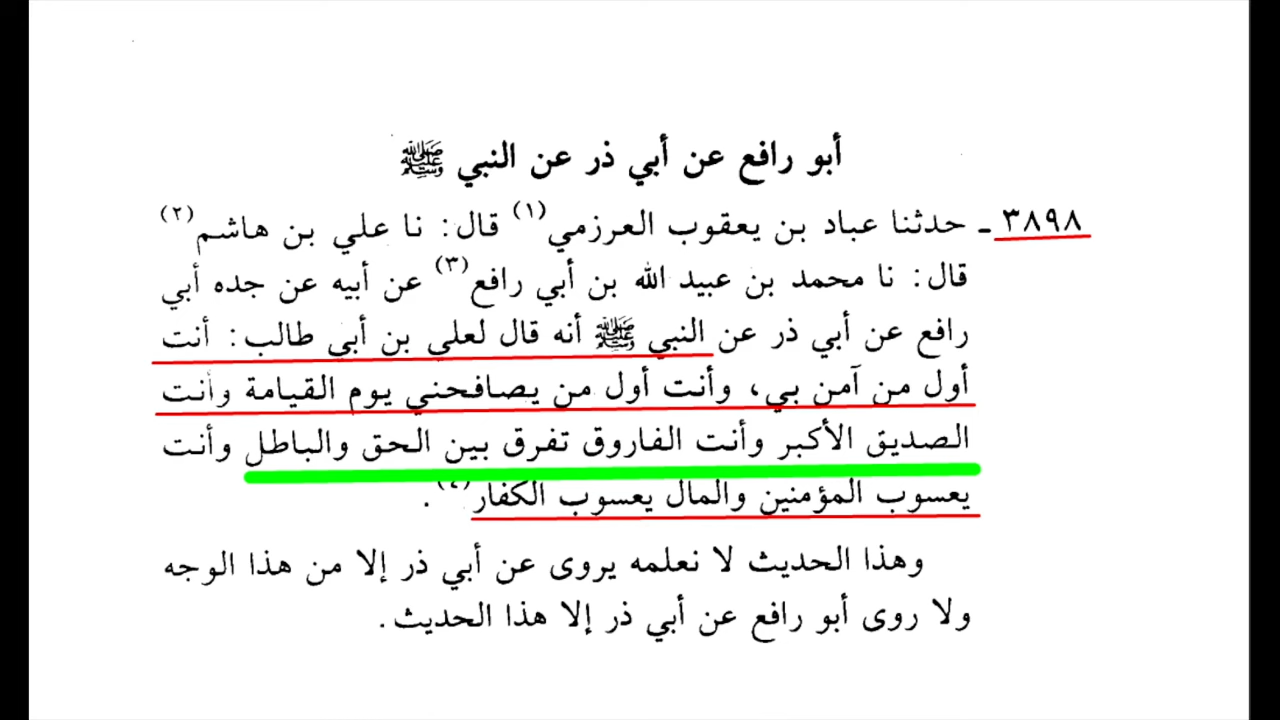 أبو رافع عن أبي ذر عن النبي ﷺ
٣٨٩٨ ـ حدثنا عباد بن يعقوب العرزمي(١) قال: نا علي بن هاشم(٢)
قال: نا محمد بن عبيد الله بن أبي رافع(٣) عن أبيه عن جده أبي
رافع عن أبي ذر عن النبي ﷺ أنه قال لعلي بن أبي طالب: أنت
أول من آمن بي، وأنت أول من يصافحني يوم القيامة وأنت
الصديق الأكبر وأنت الفاروق تفرق بين الحق والباطل وأنت
يعسوب المؤمنين والمال يعسوب الكفار(٤).
وهذا الحديث لا نعلمه يروى عن أبي ذر إلا من هذا الوجه
ولا روى أبو رافع عن أبي ذر إلا هذا الحديث.